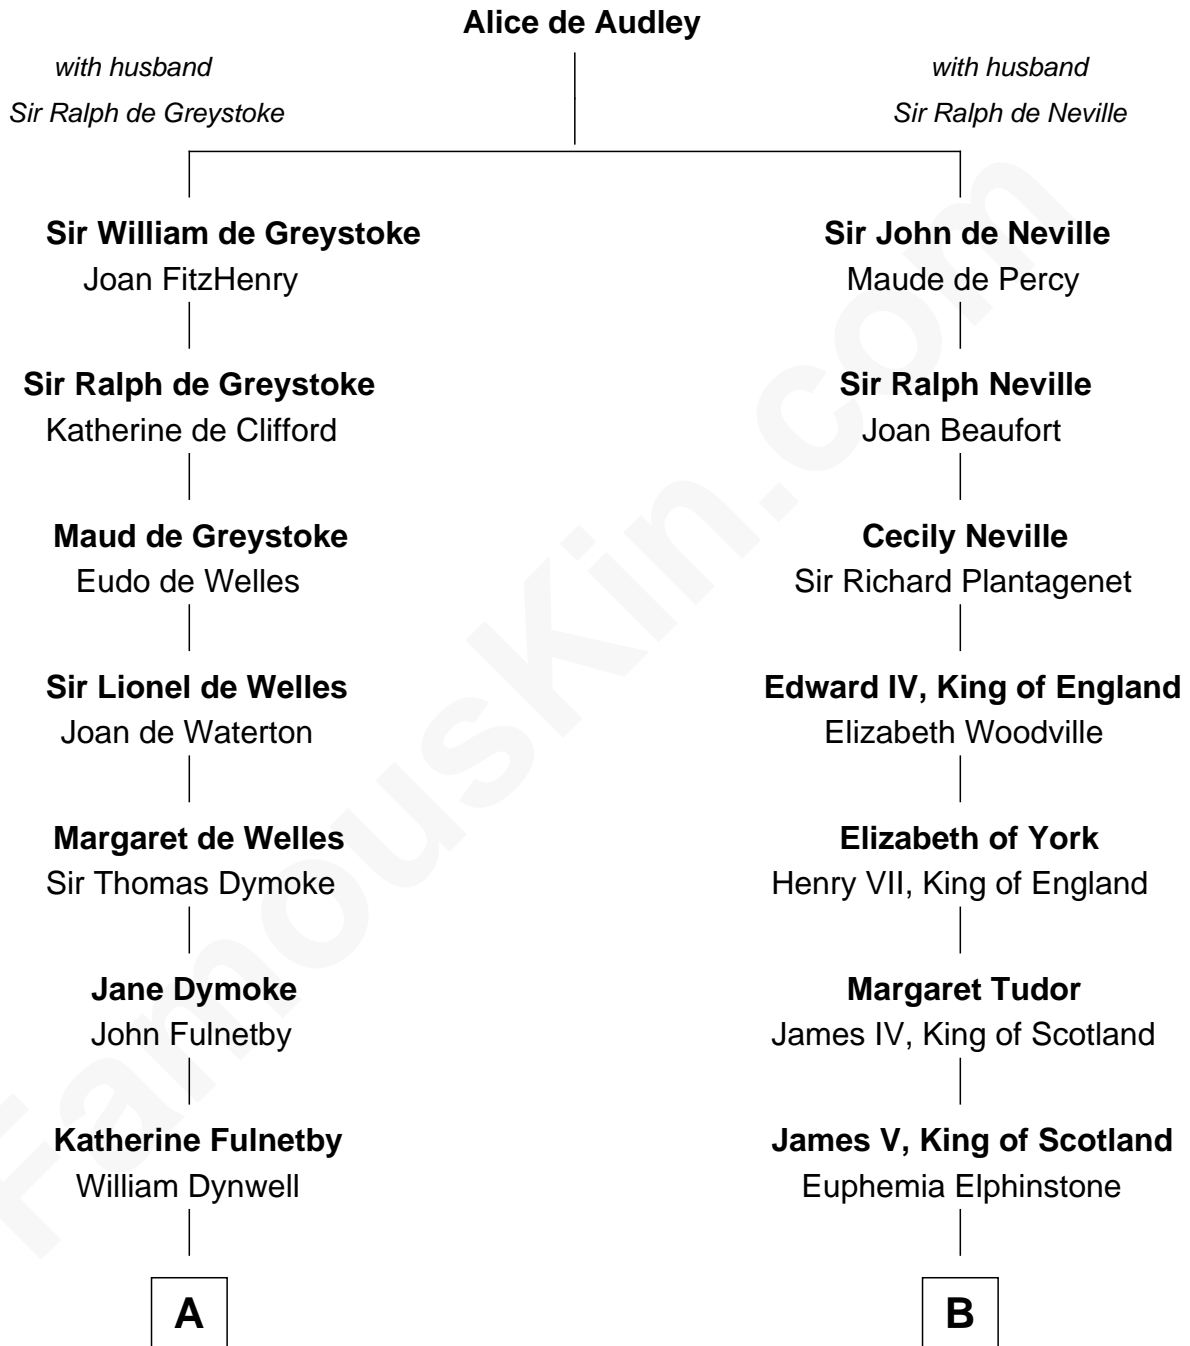 Alice de Audley
with husband
Sir Ralph de Greystoke
with husband
Sir Ralph de Neville
Sir William de Greystoke
Joan FitzHenry
Sir Ralph de Greystoke
Katherine de Clifford
Maud de Greystoke
Eudo de Welles
Sir Lionel de Welles
Joan de Waterton
Margaret de Welles
Sir Thomas Dymoke
Jane Dymoke
John Fulnetby
Katherine Fulnetby
William Dynwell
A
Sir John de Neville
Maude de Percy
Sir Ralph Neville
Joan Beaufort
Cecily Neville
Sir Richard Plantagenet
Edward IV, King of England
Elizabeth Woodville
Elizabeth of York
Henry VII, King of England
Margaret Tudor
James IV, King of Scotland
James V, King of Scotland
Euphemia Elphinstone
B
FamousKin.com